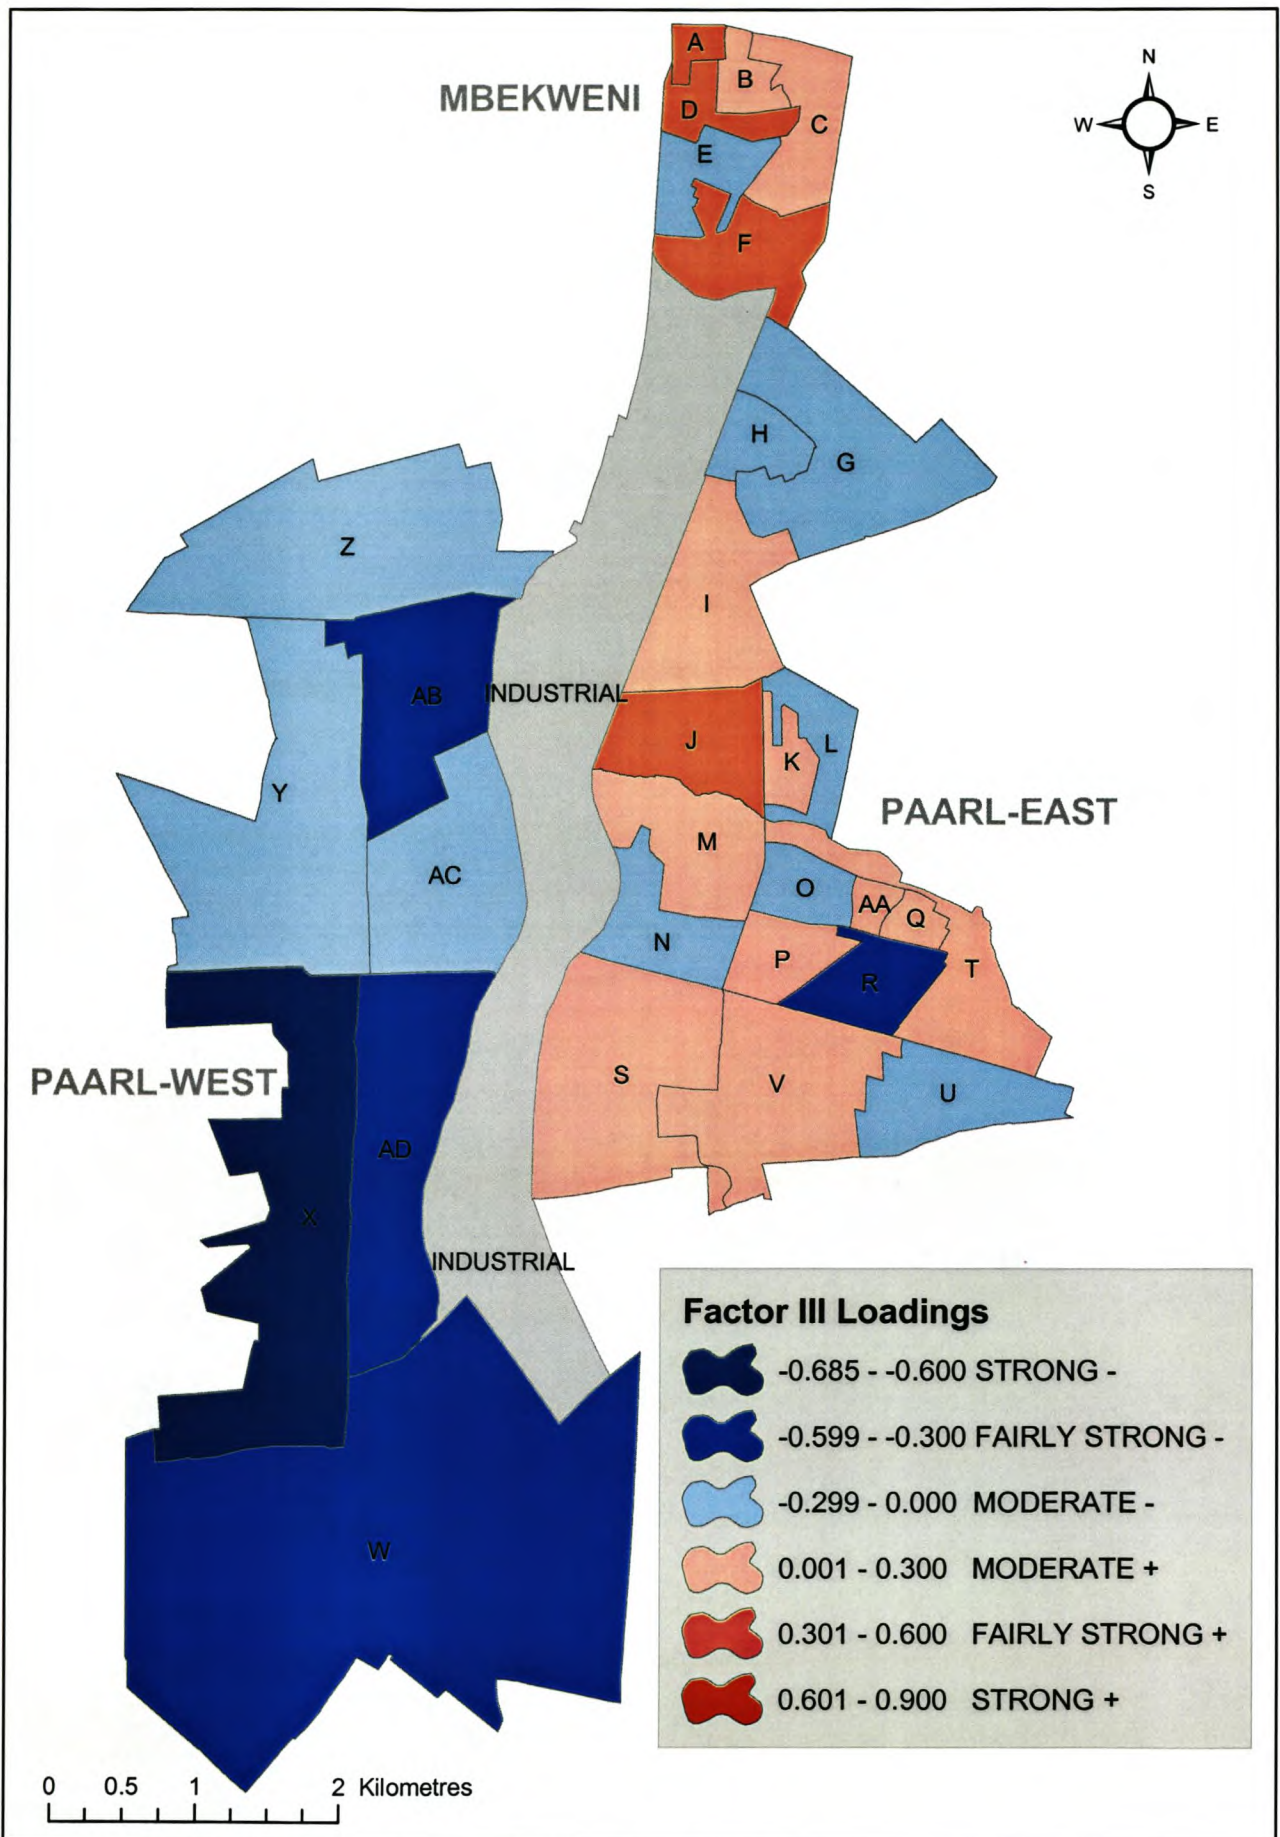 MBEKWENI
N
W E
S
A
B
D
C
E
F
H
G
Z
I
AB
INDUSTRIAL
J
L
K
Y
PAARL-EAST
M
AC
O
AA
Q
N
P
T
R
PAARL-WEST
S
V
U
AD
X
INDUSTRIAL
W
Factor III Loadings
-0.685 - -0.600 STRONG -
-0.599 - -0.300 FAIRLY STRONG -
-0.299 - 0.000 MODERATE -
0.001 - 0.300 MODERATE +
0.301 - 0.600 FAIRLY STRONG +
0.601 - 0.900 STRONG +
0 0.5 1 2 Kilometres